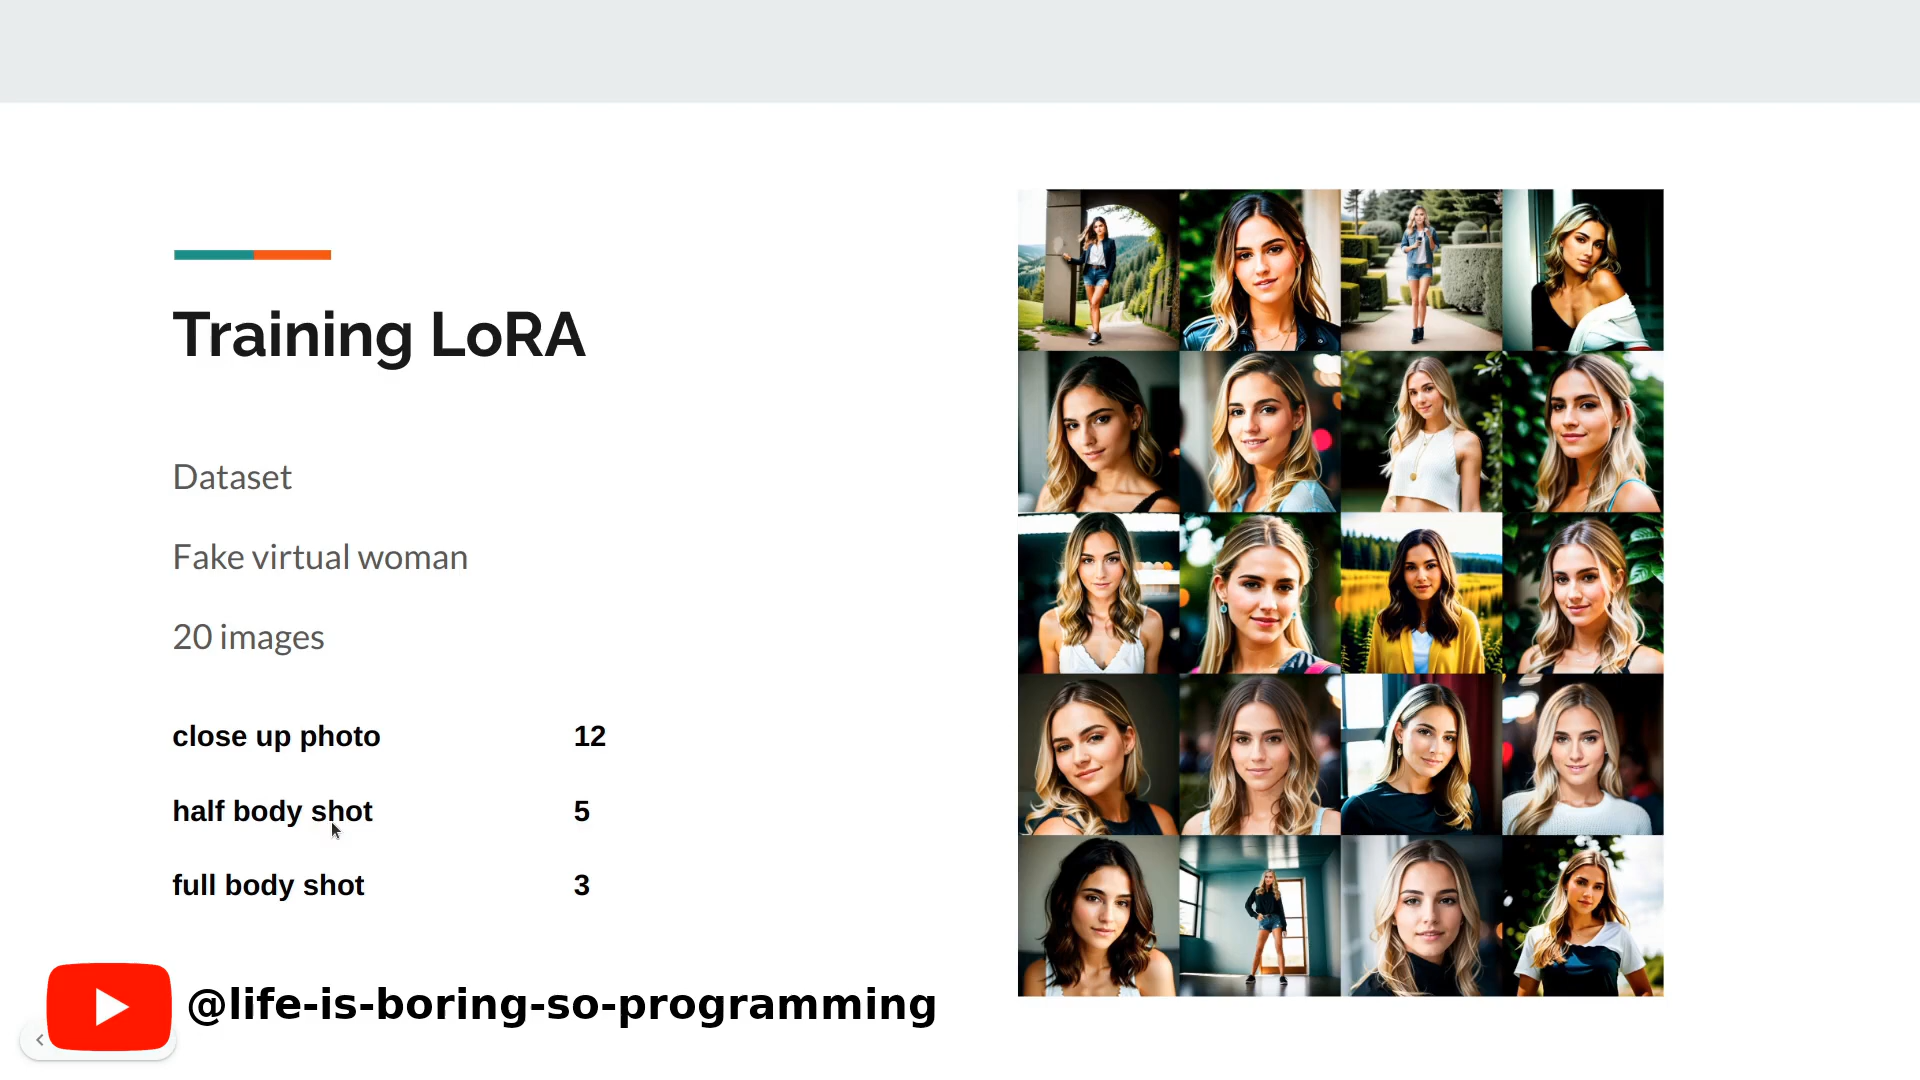 Training LoRA
Dataset
Fake virtual woman
20 images
close up photo 12
half body shot 5
full body shot 3
@life-is-boring-so-programming